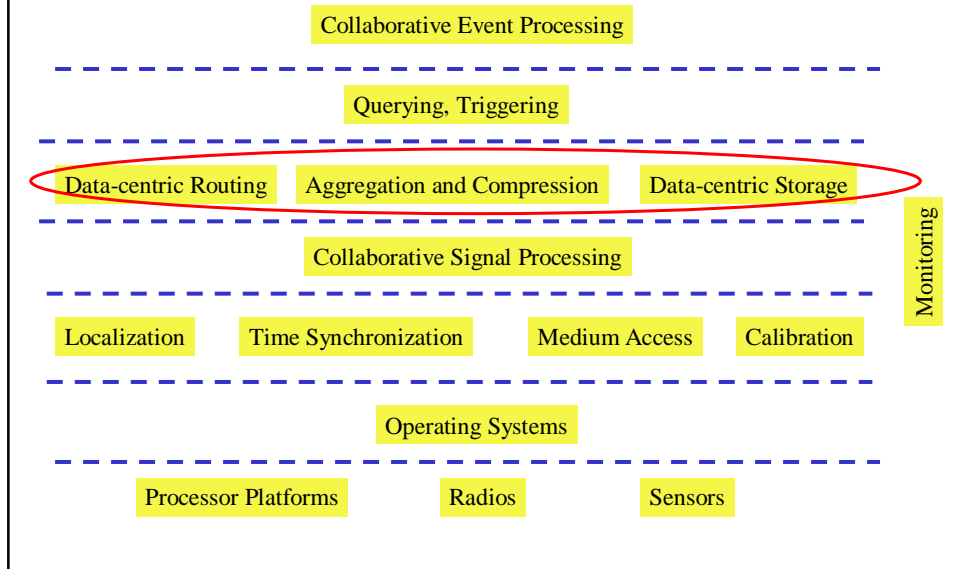 Collaborative Event Processing
Querying, Triggering
Data-centric Routing
Aggregation and Compression
Data-centric Storage
Monitoring
Collaborative Signal Processing
Localization
Time Synchronization
Medium Access
Calibration
Operating Systems
Processor Platforms
Radios
Sensors